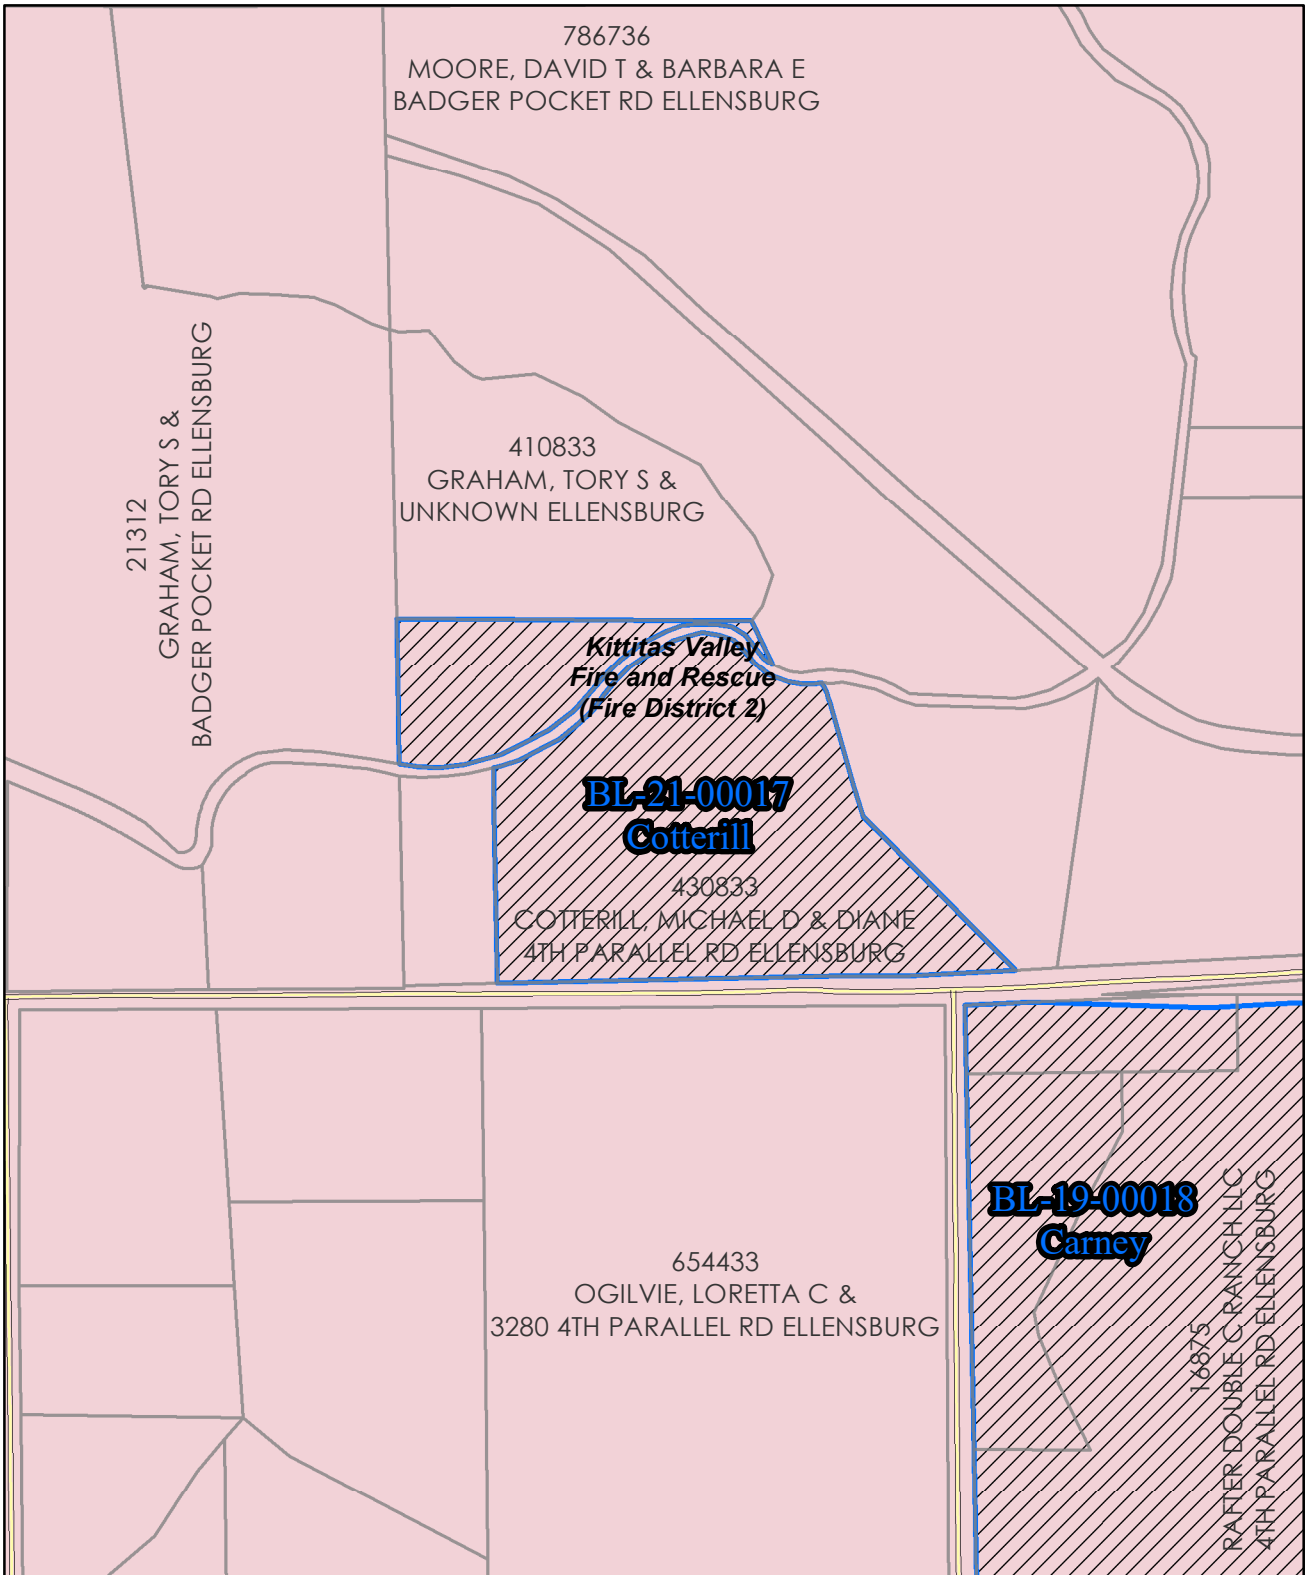 786736
MOORE, DAVID T & BARBARA E
BADGER POCKET RD ELLENSBURG
21312
GRAHAM, TORY S &
BADGER POCKET RD ELLENSBURG
410833
GRAHAM, TORY S &
UNKNOWN ELLENSBURG
Kittitas Valley
Fire and Rescue
(Fire District 2)
BL-21-00017
Cotterill
430833
COTTERILL, MICHAEL D & DIANE
4TH PARALLEL RD ELLENSBURG
BL-19-00018
Carney
654433
OGILVIE, LORETTA C &
3280 4TH PARALLEL RD ELLENSBURG
16875
RAFTER DOUBLE C RANCH LLC
4TH PARALLEL RD ELLENSBURG